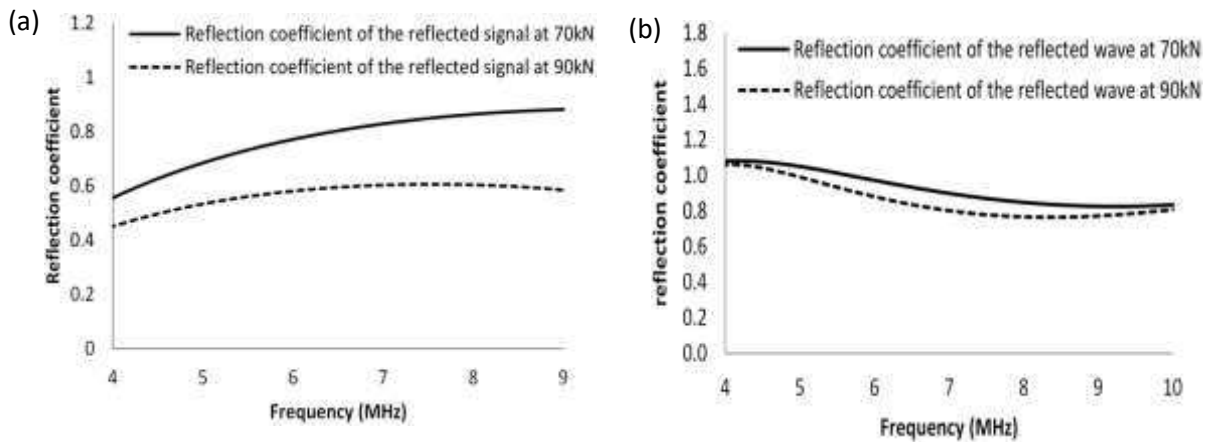 (a)
1.2
1
0.8
0.6
0.4
0.2
0
Reflection coefficient
Reflection coefficient of the reflected signal at 70kN
Reflection coefficient of the reflected signal at 90kN
4 5 6 7 8 9
Frequency (MHz)
(b)
1.8
1.6
1.4
1.2
1.0
0.8
0.6
0.4
0.2
0.0
reflection coefficient
Reflection coefficient of the reflected wave at 70kN
Reflection coefficient of the reflected wave at 90kN
4 5 6 7 8 9 10
Frequency (MHz)